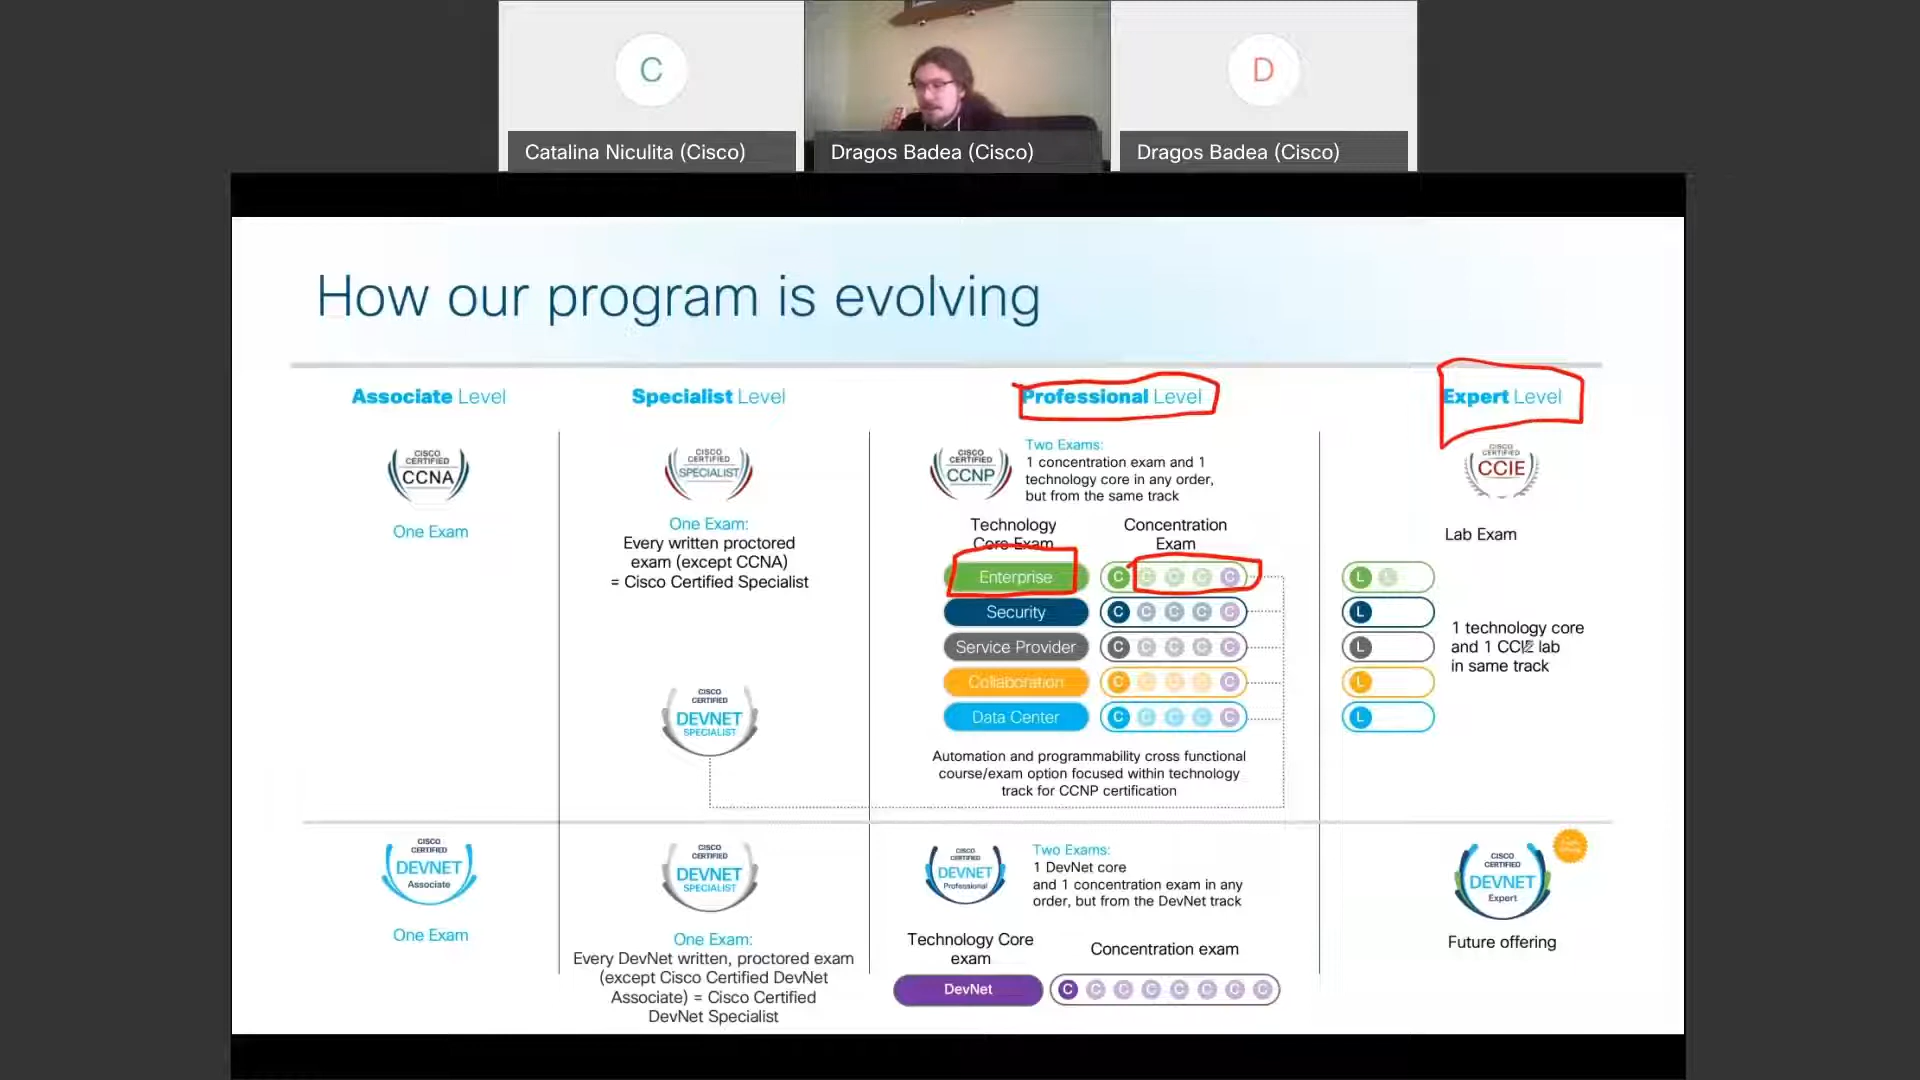 C
D
Catalina Niculita (Cisco)
Dragos Badea (Cisco)
Dragos Badea (Cisco)
How our program is evolving
Associate Level
Specialist Level
Professional Level
Expert Level
CISCO
CERTIFIED
CCNA
One Exam
CISCO
CERTIFIED
SPECIALIST
One Exam:
Every written proctored
exam (except CCNA)
= Cisco Certified Specialist
CISCO
CERTIFIED
DEVNET
SPECIALIST
CISCO
CERTIFIED
CCNP
Two Exams:
1 concentration exam and 1
technology core in any order,
but from the same track
Technology
Core Exam
Concentration
Exam
Enterprise
C C C C C
Security
C C C C C
Service Provider
C C C C C
Collaboration
C C C C C
Data Center
C C C C C
Automation and programmability cross functional
course/exam option focused within technology
track for CCNP certification
CISCO
CERTIFIED
CCIE
Lab Exam
L L
L
L
L
L
1 technology core
and 1 CCIE lab
in same track
CISCO
CERTIFIED
DEVNET
Associate
One Exam
CISCO
CERTIFIED
DEVNET
SPECIALIST
One Exam:
Every DevNet written, proctored exam
(except Cisco Certified DevNet
Associate) = Cisco Certified
DevNet Specialist
CISCO
CERTIFIED
DEVNET
Professional
Two Exams:
1 DevNet core
and 1 concentration exam in any
order, but from the DevNet track
Technology Core
exam
Concentration exam
DevNet
C C C C C C C C
CISCO
CERTIFIED
DEVNET
Expert
Future offering